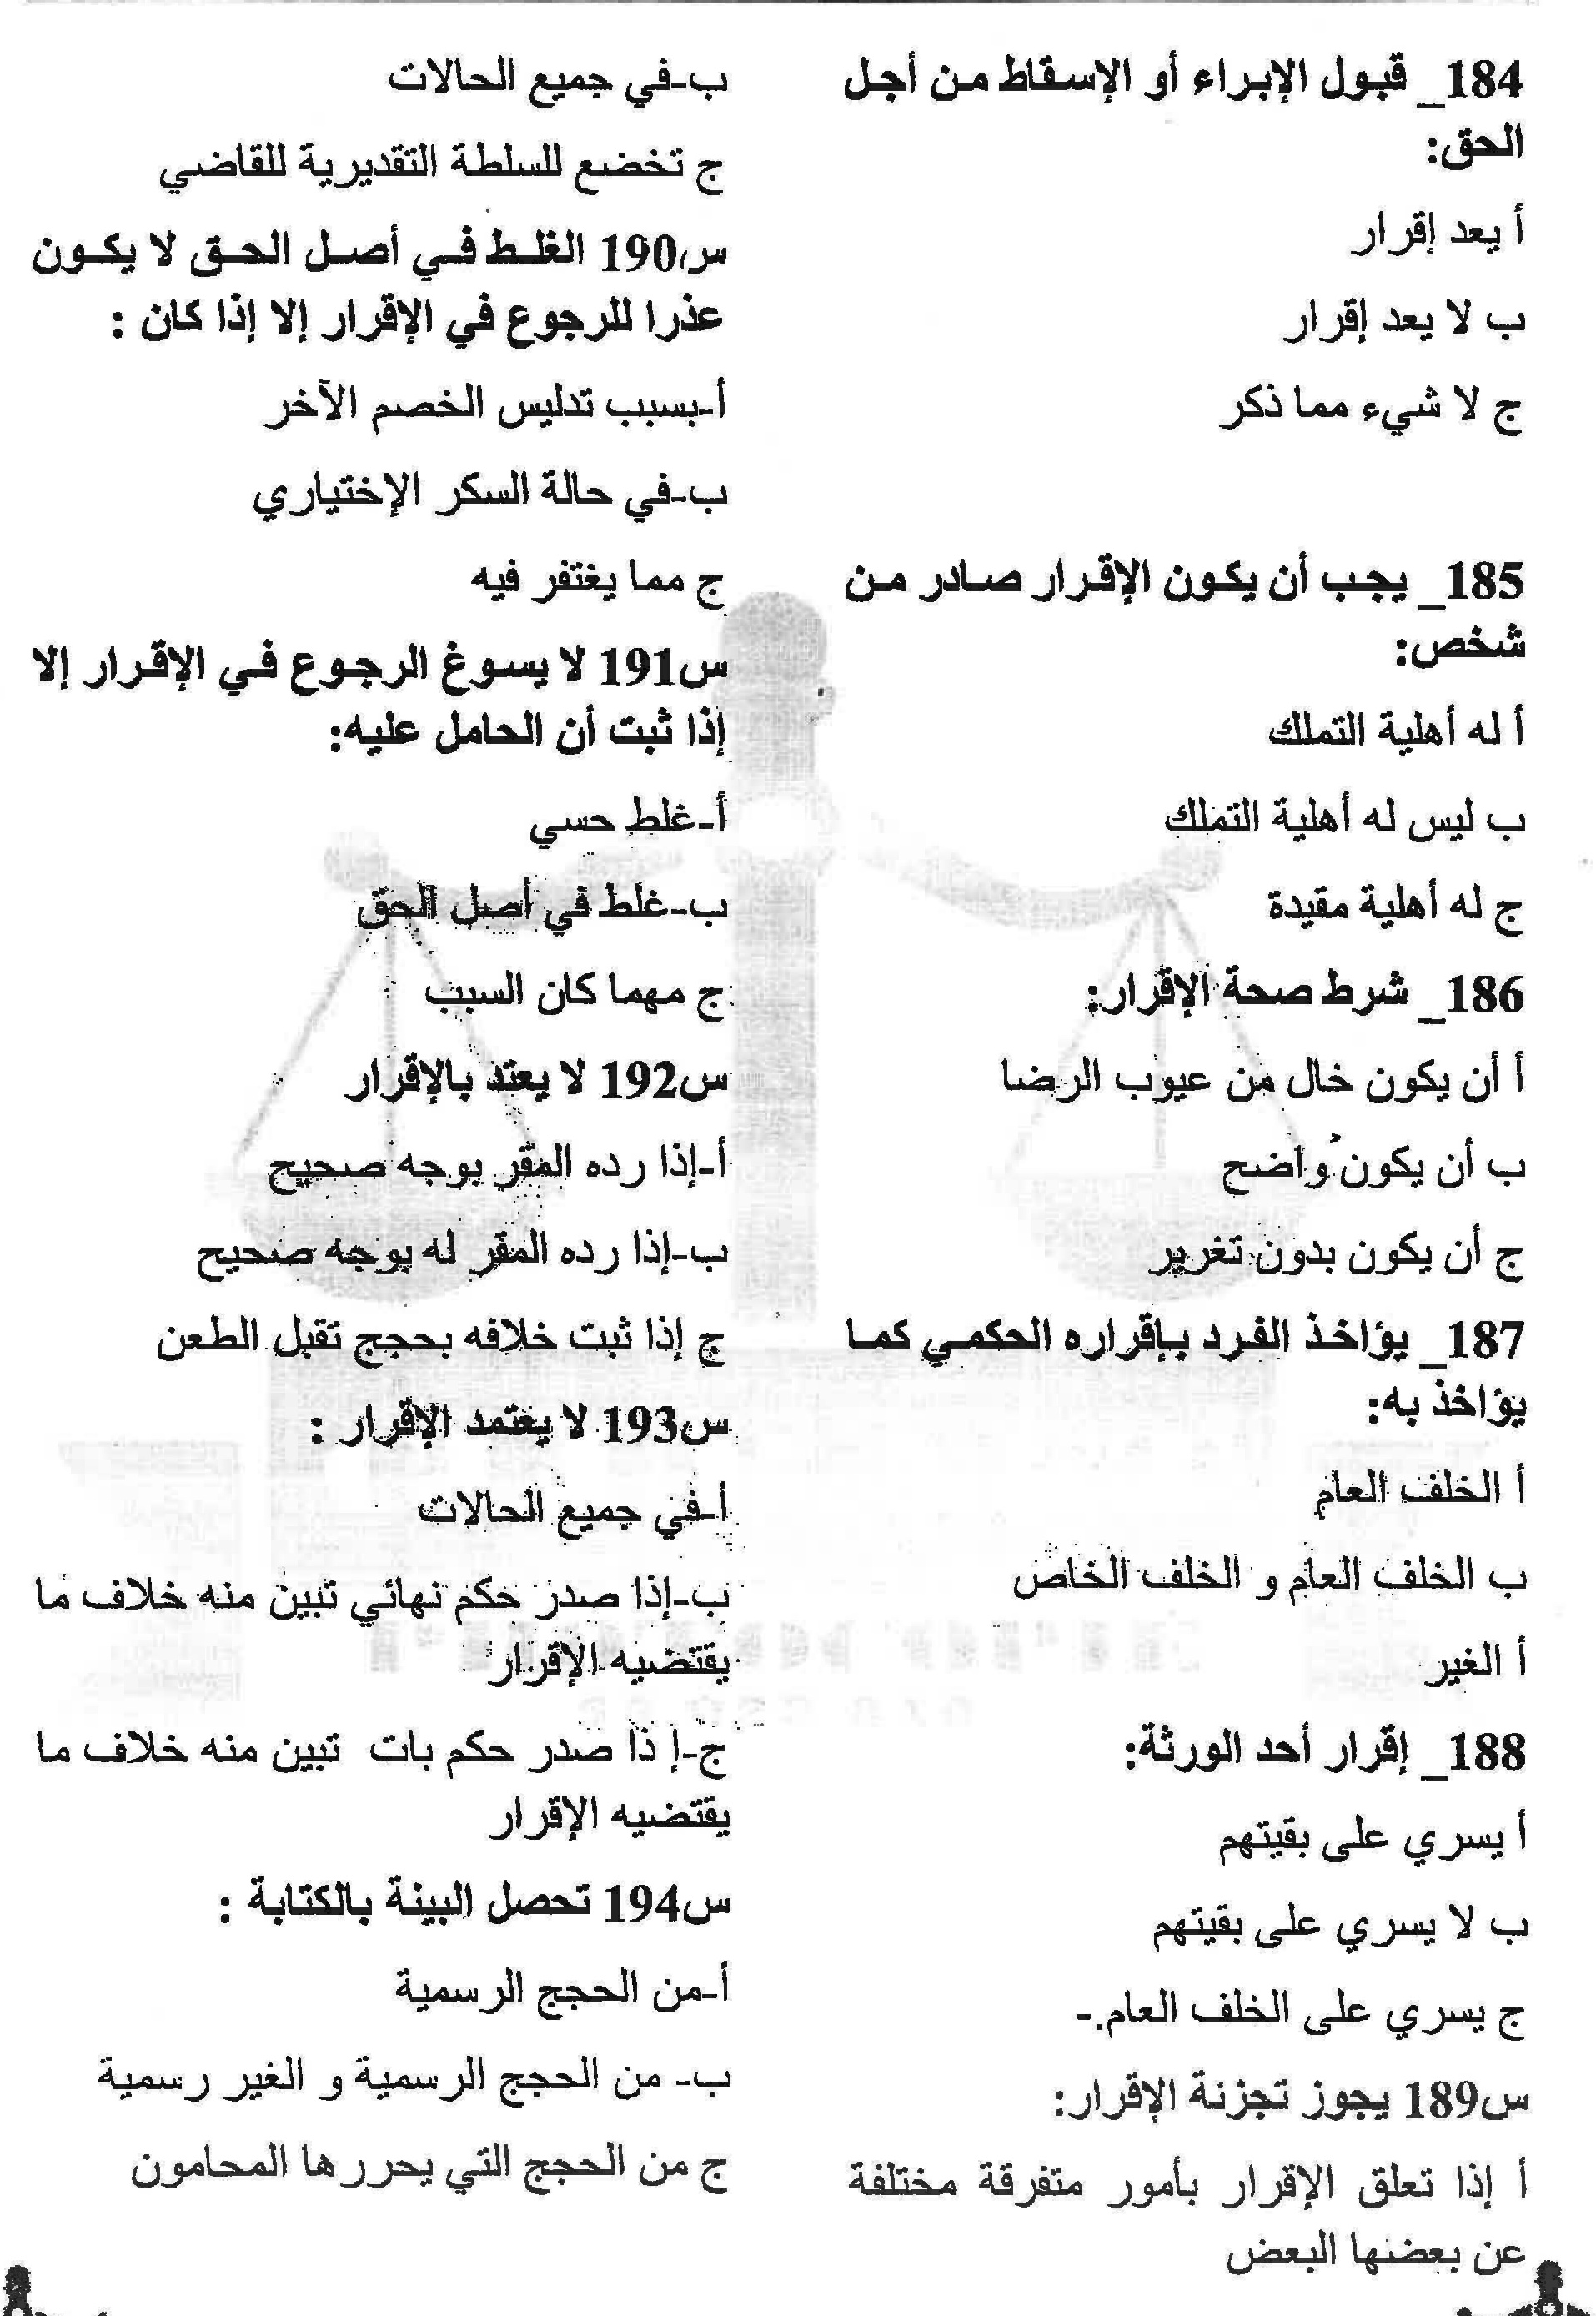 184_ قبول الإبراء أو الإسقاط من أجل
الحق:
أ يعد إقرار
ب لا يعد إقرار
ج لا شيء مما ذكر
185_ يجب أن يكون الإقرار صادر من
شخص:
أ له أهلية التملك
ب ليس له أهلية التملك
ج له أهلية مقيدة
186_ شرط صحة الإقرار:
أ أن يكون خال من عيوب الرضا
ب أن يكون واضح
ج أن يكون بدون تغرير
187_ يؤاخذ الفرد بإقراره الحكمي كما
يؤاخذ به:
أ الخلف العام
ب الخلف العام و الخلف الخاص
أ الغير
188_ إقرار أحد الورثة:
أ يسري على بقيتهم
ب لا يسري على بقيتهم
ج يسري على الخلف العام.-
س189 يجوز تجزئة الإقرار:
أ إذا تعلق الإقرار بأمور متفرقة مختلفة
عن بعضها البعض
ب-في جميع الحالات
ج تخضع للسلطة التقديرية للقاضي
س190 الغلط في أصل الحق لا يكون
عذرا للرجوع في الإقرار إلا إذا كان :
أ-بسبب تدليس الخصم الآخر
ب-في حالة السكر الإختياري
ج مما يغتفر فيه
س191 لا يسوغ الرجوع في الإقرار إلا
إذا ثبت أن الحامل عليه:
أ-غلط حسي
ب-غلط في أصل الحق
ج مهما كان السبب
س192 لا يعتد بالإقرار
أ-إذا رده المقر بوجه صحيح
ب-إذا رده المقر له بوجه صحيح
ج إذا ثبت خلافه بحجج تقبل الطعن
س193 لا يعتمد الإقرار :
أ-في جميع الحالات
ب-إذا صدر حكم نهائي تبين منه خلاف ما
يقتضيه الإقرار
ج-إ ذا صدر حكم بات تبين منه خلاف ما
يقتضيه الإقرار
س194 تحصل البينة بالكتابة :
أ-من الحجج الرسمية
ب- من الحجج الرسمية و الغير رسمية
ج من الحجج التي يحررها المحامون